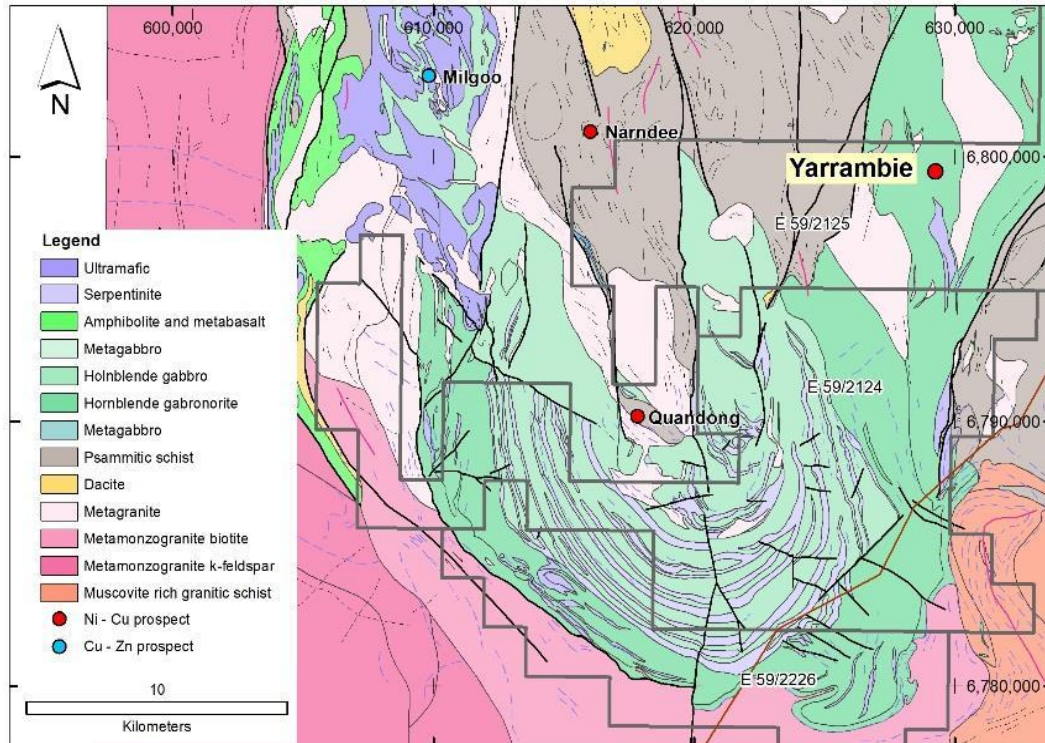 600,000
610,000
620,000
630,000
N
Milgoo
Narndee
Yarrambie
6,800,000
E 59/2125
Legend
Ultramafic
Serpentinite
Amphibolite and metabasalt
Metagabbro
Holnblende gabbro
Hornblende gabronorite
Metagabbro
Psammitic schist
Dacite
Metagranite
Metamonzogranite biotite
Metamonzogranite k-feldspar
Muscovite rich granitic schist
Ni - Cu prospect
Cu - Zn prospect
10
Kilometers
E 59/2124
Quandong
6,790,000
E 59/2226
6,780,000